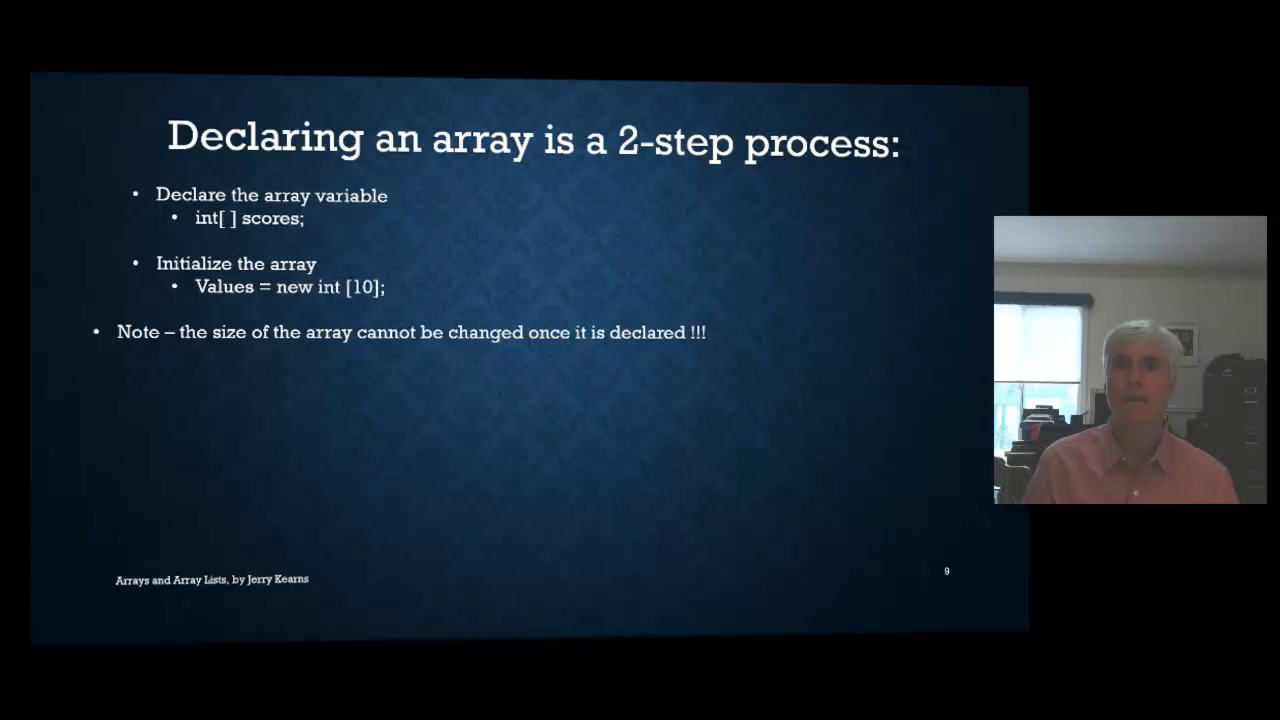 Declaring an array is a 2-step process:
• Declare the array variable
• int[ ] scores;
• Initialize the array
• Values = new int [10];
• Note – the size of the array cannot be changed once it is declared !!!
Arrays and Array Lists, by Jerry Kearns
9